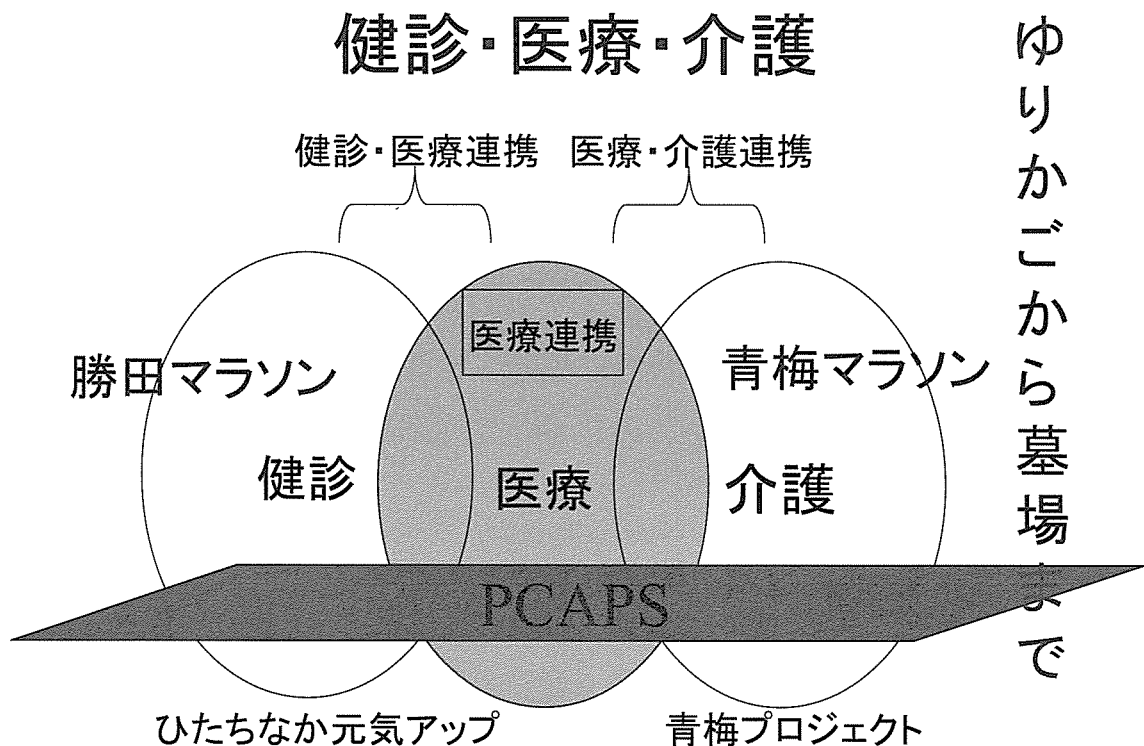 健診・医療・介護
健診・医療連携
医療・介護連携
医療連携
勝田マラソン
青梅マラソン
健診
医療
介護
PCAPS
ひたちなか元気アップ
青梅プロジェクト
ゆりかごから墓場まで